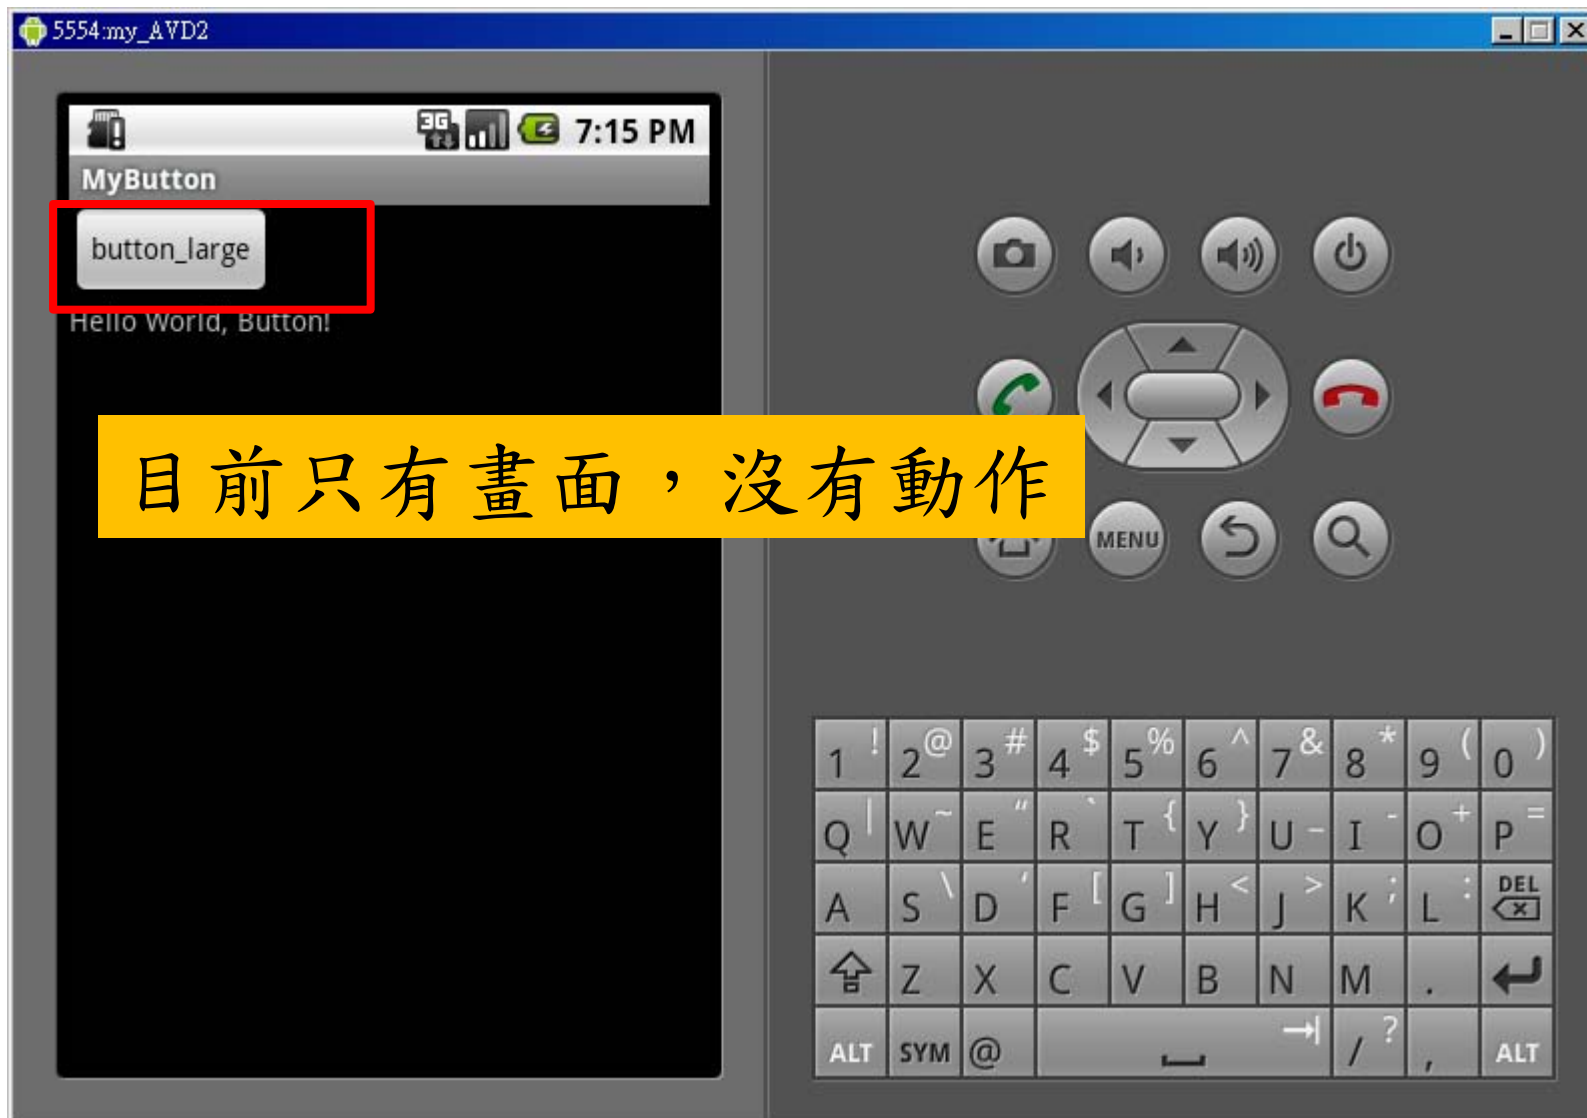 5554:my_AVD2
3G 7:15 PM
MyButton
button_large
Hello World, Button!
目前只有畫面，沒有動作
MENU
1 ! 2 @ 3 # 4 $ 5 % 6 ^ 7 & 8 * 9 ( 0 )
Q | W ~ E " R ` T { Y } U _ I - O + P =
A S \ D ' F [ G ] H < J > K ; L : DEL
Z X C V B N M .
ALT SYM @ / ? , ALT